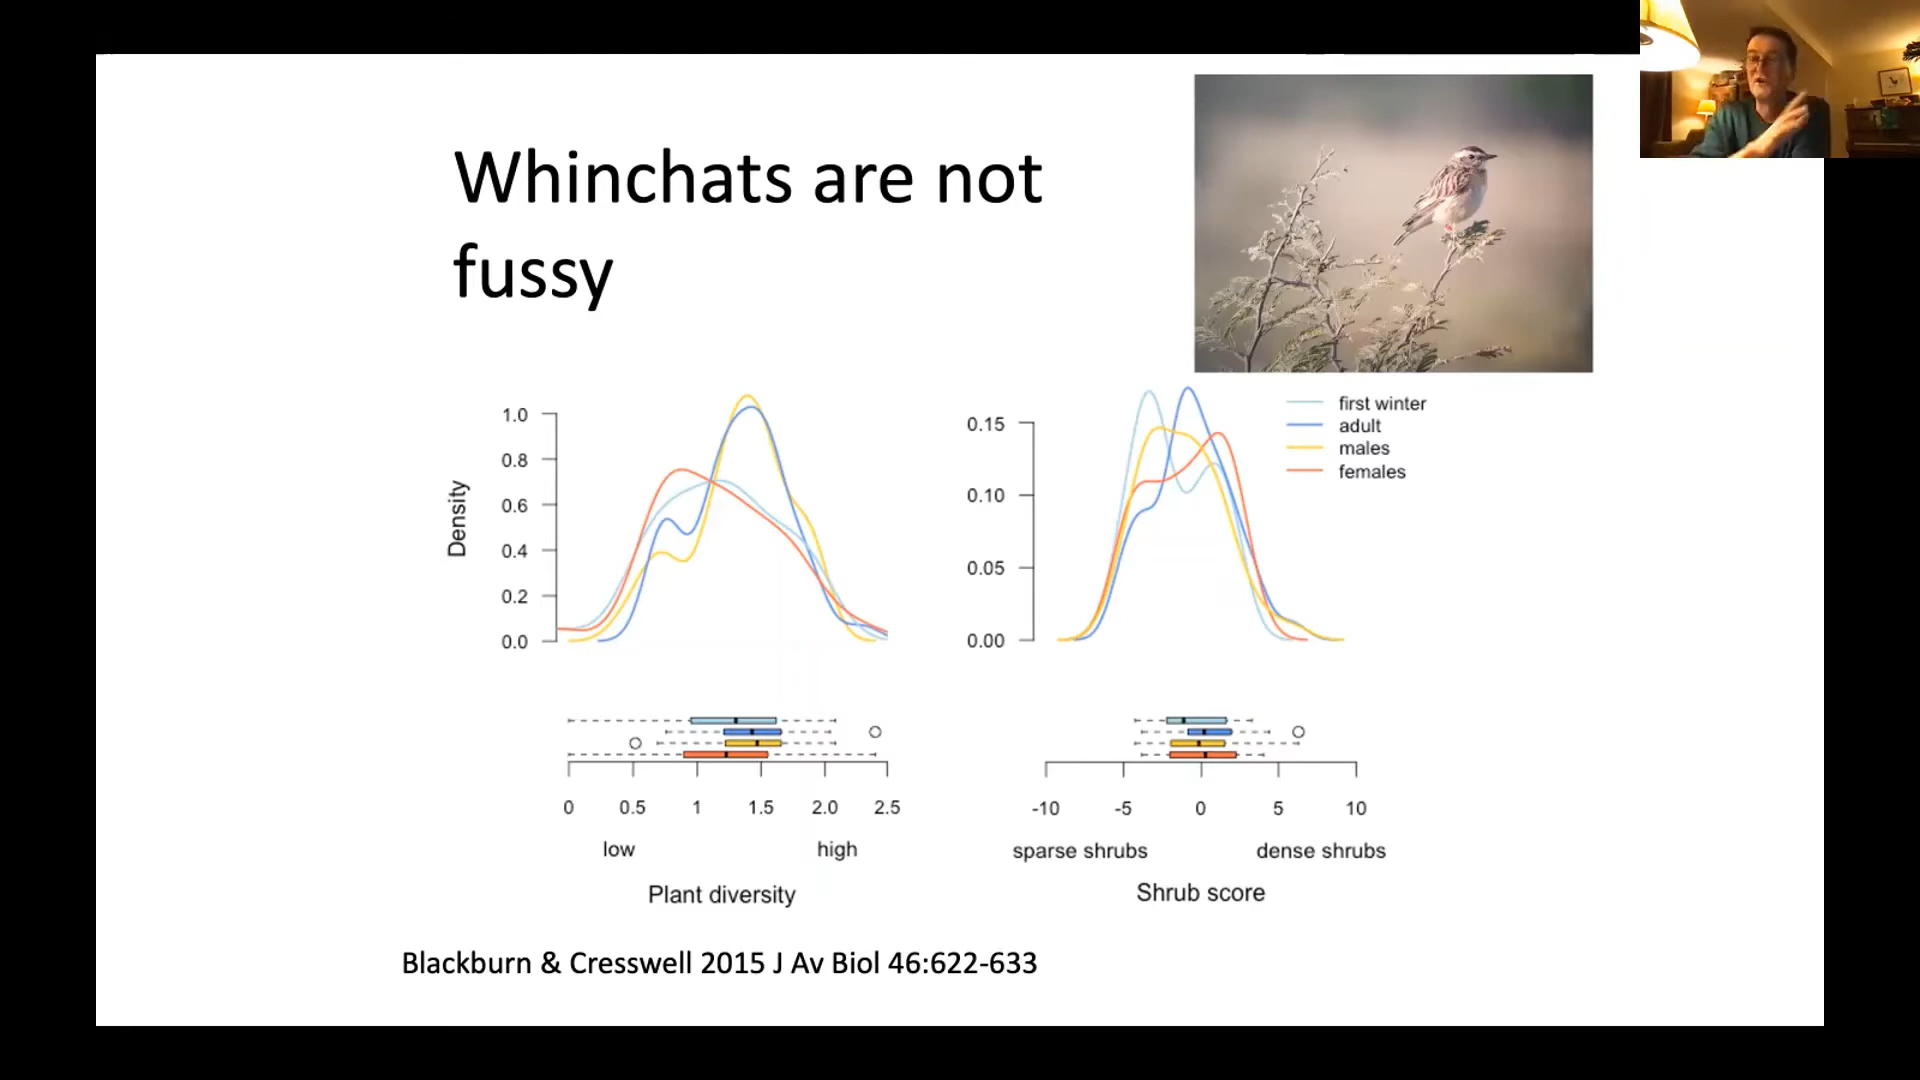 Whinchats are not
fussy
1.0
0.8
0.6
0.4
0.2
0.0
Density
0 0.5 1 1.5 2.0 2.5
low high
Plant diversity
0.15
0.10
0.05
0.00
first winter
adult
males
females
-10 -5 0 5 10
sparse shrubs dense shrubs
Shrub score
Blackburn & Cresswell 2015 J Av Biol 46:622-633